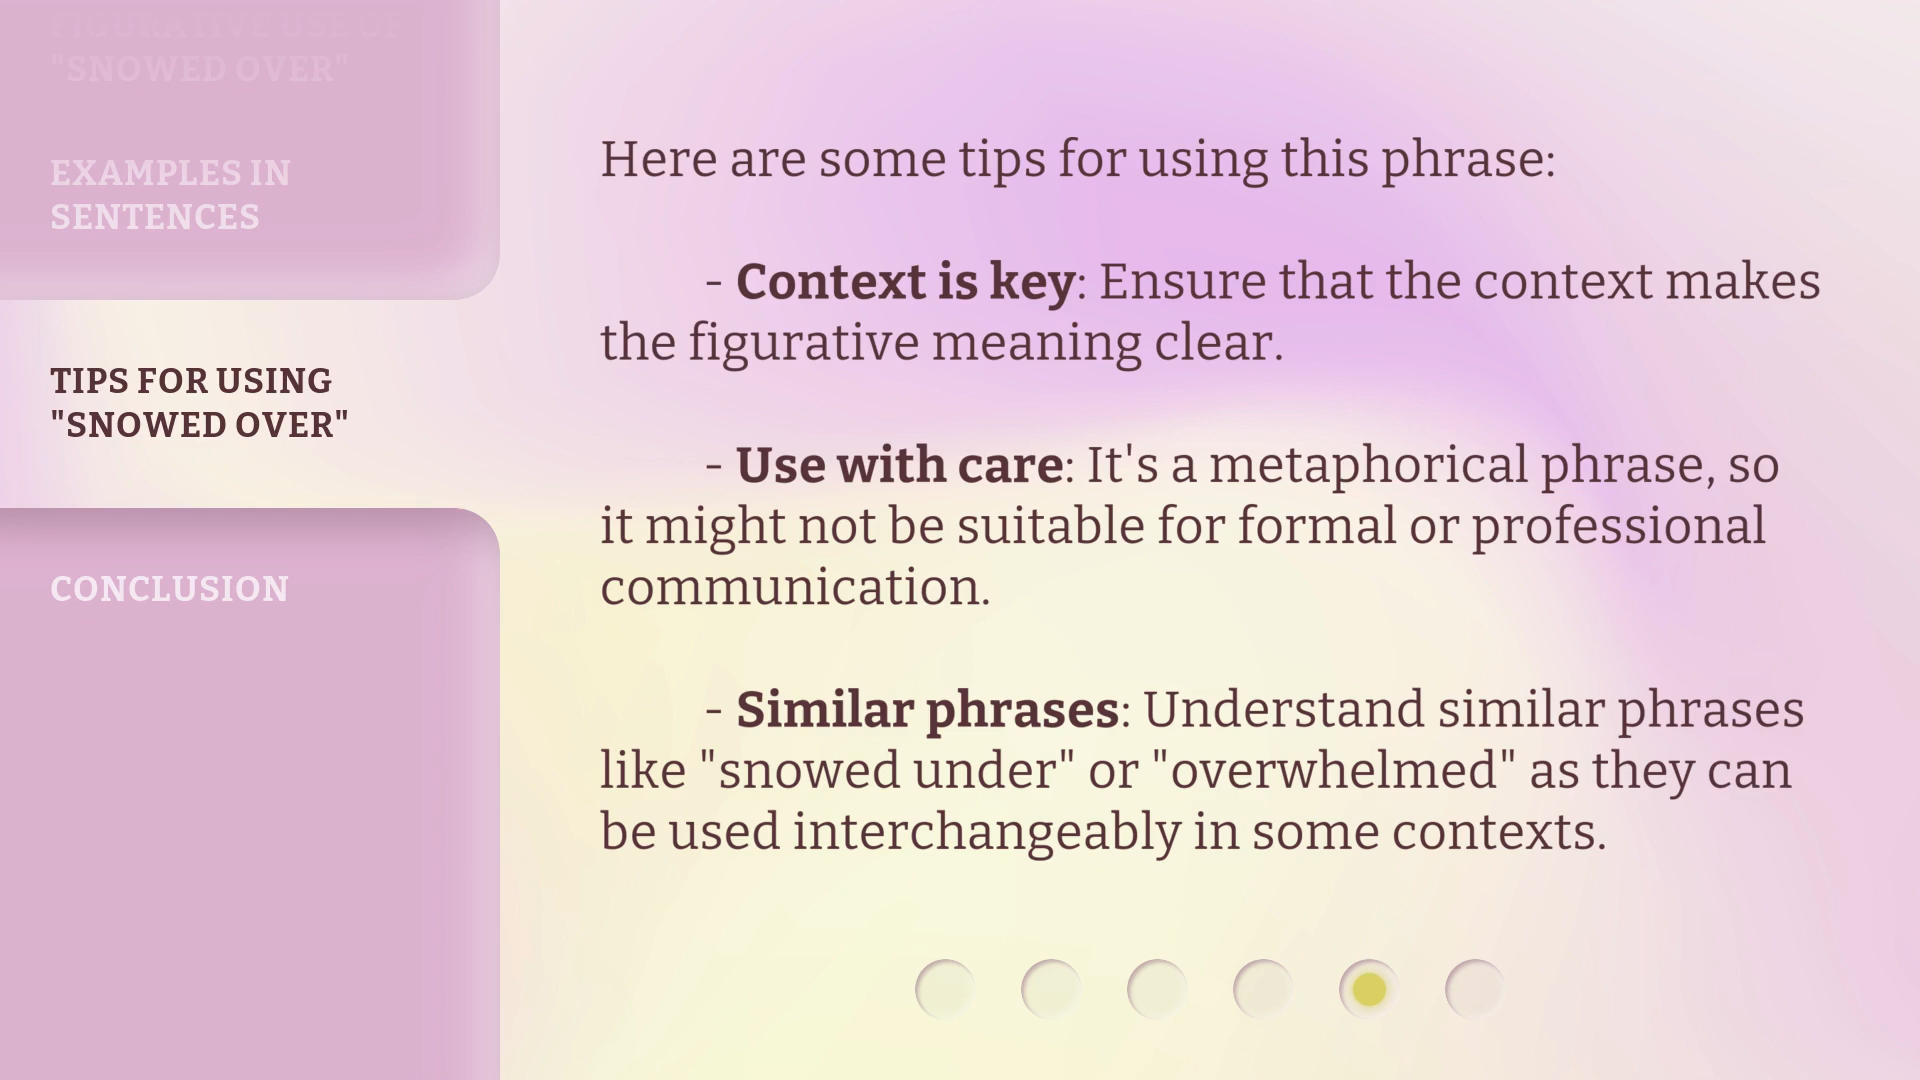 FIGURATIVE USE OF
"SNOWED OVER"
EXAMPLES IN
SENTENCES
TIPS FOR USING
"SNOWED OVER"
CONCLUSION
Here are some tips for using this phrase:
- Context is key: Ensure that the context makes
the figurative meaning clear.
- Use with care: It's a metaphorical phrase, so
it might not be suitable for formal or professional
communication.
- Similar phrases: Understand similar phrases
like "snowed under" or "overwhelmed" as they can
be used interchangeably in some contexts.